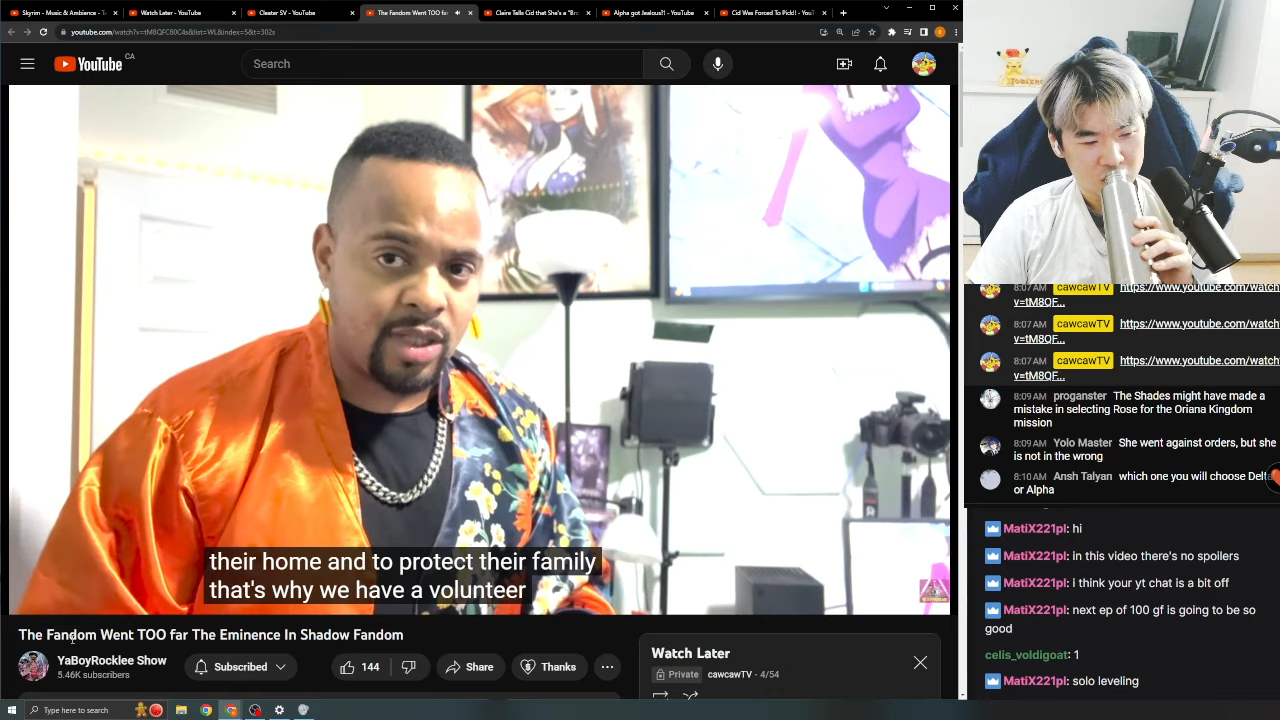 Skyrim - Music & Ambience - T
Watch Later - YouTube
Cleater SV - YouTube
The Fandom Went TOO far
Claire Tells Cid that She's a "Br
Alpha got Jealous?! - YouTube
Cid Was Forced To Pick!! - YouT
youtube.com/watch?v=tM8QFC80C4s&list=WL&index=5&t=302s
YouTube CA
Search
their home and to protect their family
that's why we have a volunteer
The Fandom Went TOO far The Eminence In Shadow Fandom
YaBoyRocklee Show
5.46K subscribers
Subscribed
144
Share
Thanks
Watch Later
Private cawcawTV - 4/54
Type here to search
8:07 AM cawcawTV https://www.youtube.com/watch
v=tM8QF...
8:07 AM cawcawTV https://www.youtube.com/watch
v=tM8QF...
8:07 AM cawcawTV https://www.youtube.com/watch
v=tM8QF...
8:09 AM proganster The Shades might have made a
mistake in selecting Rose for the Oriana Kingdom
mission
8:09 AM Yolo Master She went against orders, but she
is not in the wrong
8:10 AM Ansh Talyan which one you will choose Delta
or Alpha
MatiX221pl: hi
MatiX221pl: in this video there's no spoilers
MatiX221pl: i think your yt chat is a bit off
MatiX221pl: next ep of 100 gf is going to be so
good
celis_voldigoat: 1
MatiX221pl: solo leveling